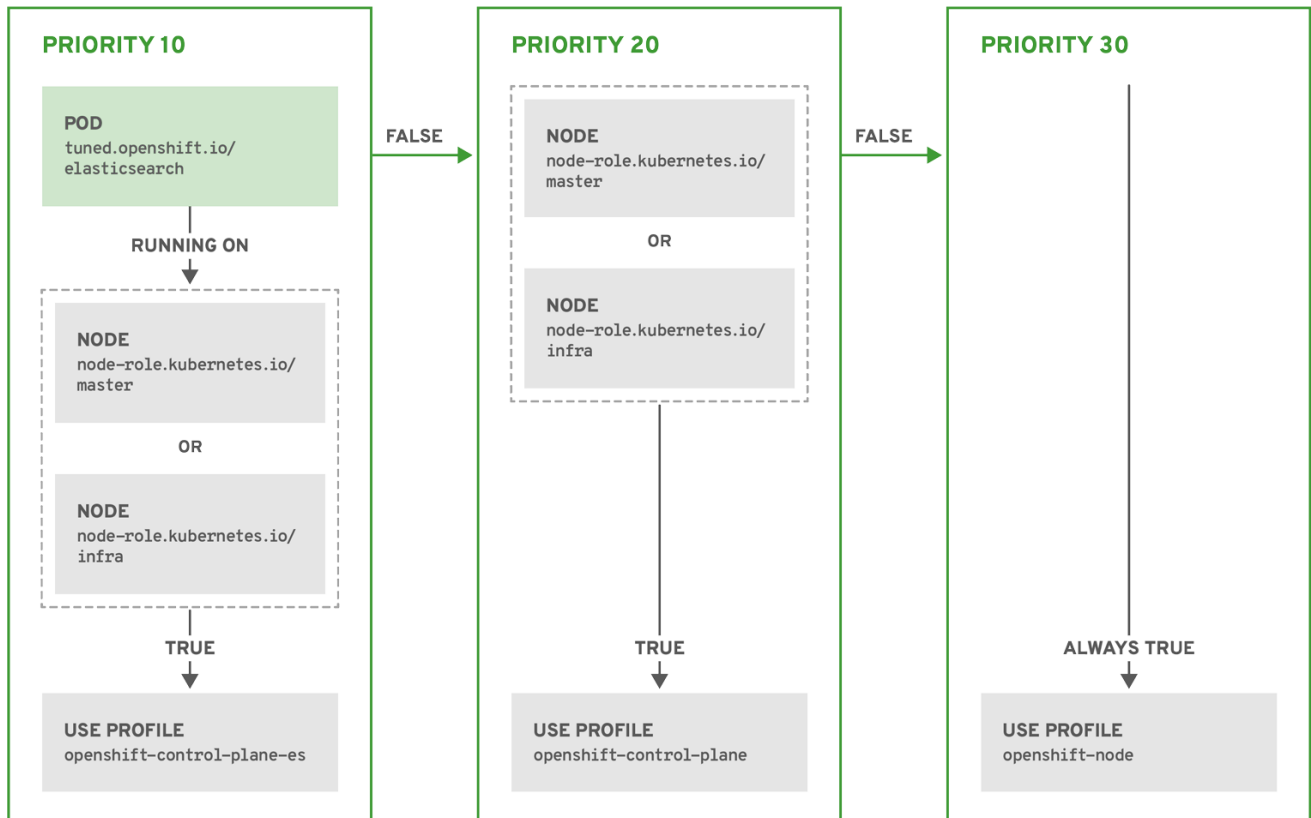 PRIORITY 10
POD
tuned.openshift.io/
elasticsearch
RUNNING ON
NODE
node-role.kubernetes.io/
master
OR
NODE
node-role.kubernetes.io/
infra
TRUE
USE PROFILE
openshift-control-plane-es
FALSE
PRIORITY 20
NODE
node-role.kubernetes.io/
master
OR
NODE
node-role.kubernetes.io/
infra
TRUE
USE PROFILE
openshift-control-plane
FALSE
PRIORITY 30
ALWAYS TRUE
USE PROFILE
openshift-node